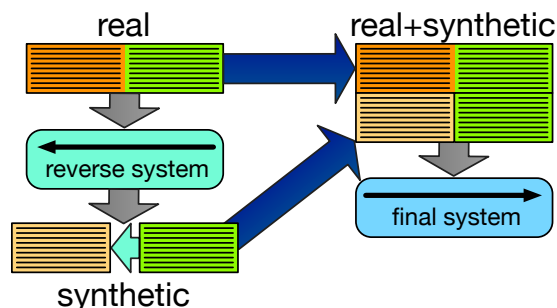 real
real+synthetic
reverse system
final system
synthetic